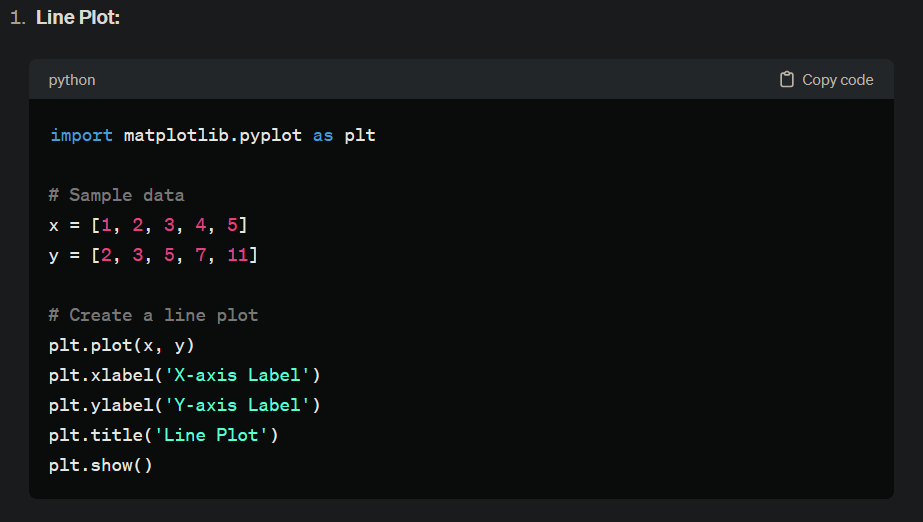 1. Line Plot:
python
Copy code
import matplotlib.pyplot as plt
# Sample data
x = [1, 2, 3, 4, 5]
y = [2, 3, 5, 7, 11]
# Create a line plot
plt.plot(x, y)
plt.xlabel('X-axis Label')
plt.ylabel('Y-axis Label')
plt.title('Line Plot')
plt.show()